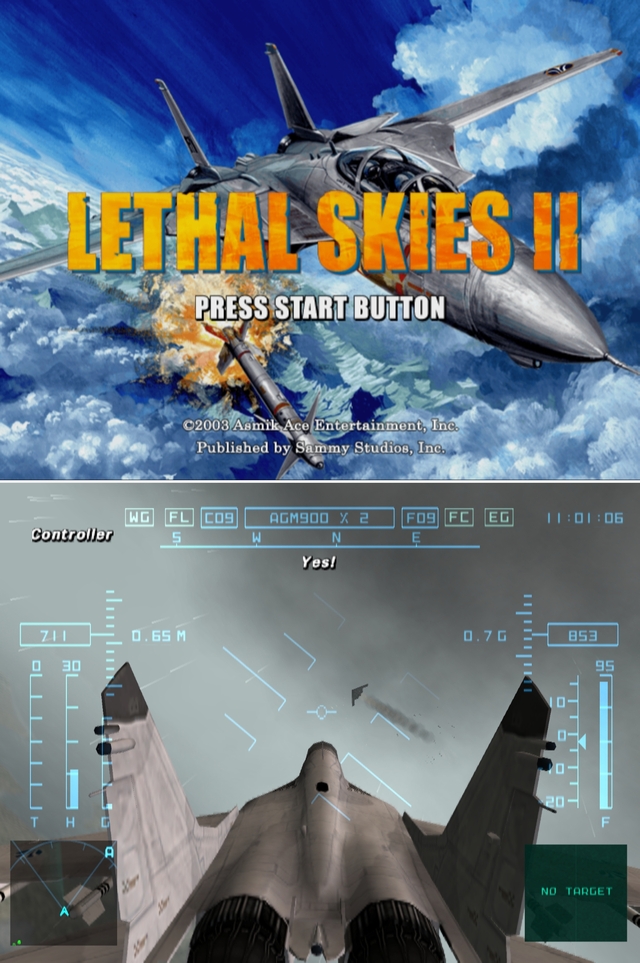 LETHAL SKIES II
PRESS START BUTTON
©2003 Asmik Ace Entertainment, Inc.
Published by Sammy Studios, Inc.
WG FL C09 AGM900 X 2 F09 FC EG 11:01:06
Controller
S W N E
Yes!
711 0.65 M 0.7 G 853
0 30 95
10
0
10
20
T H G F
A
A
NO TARGET